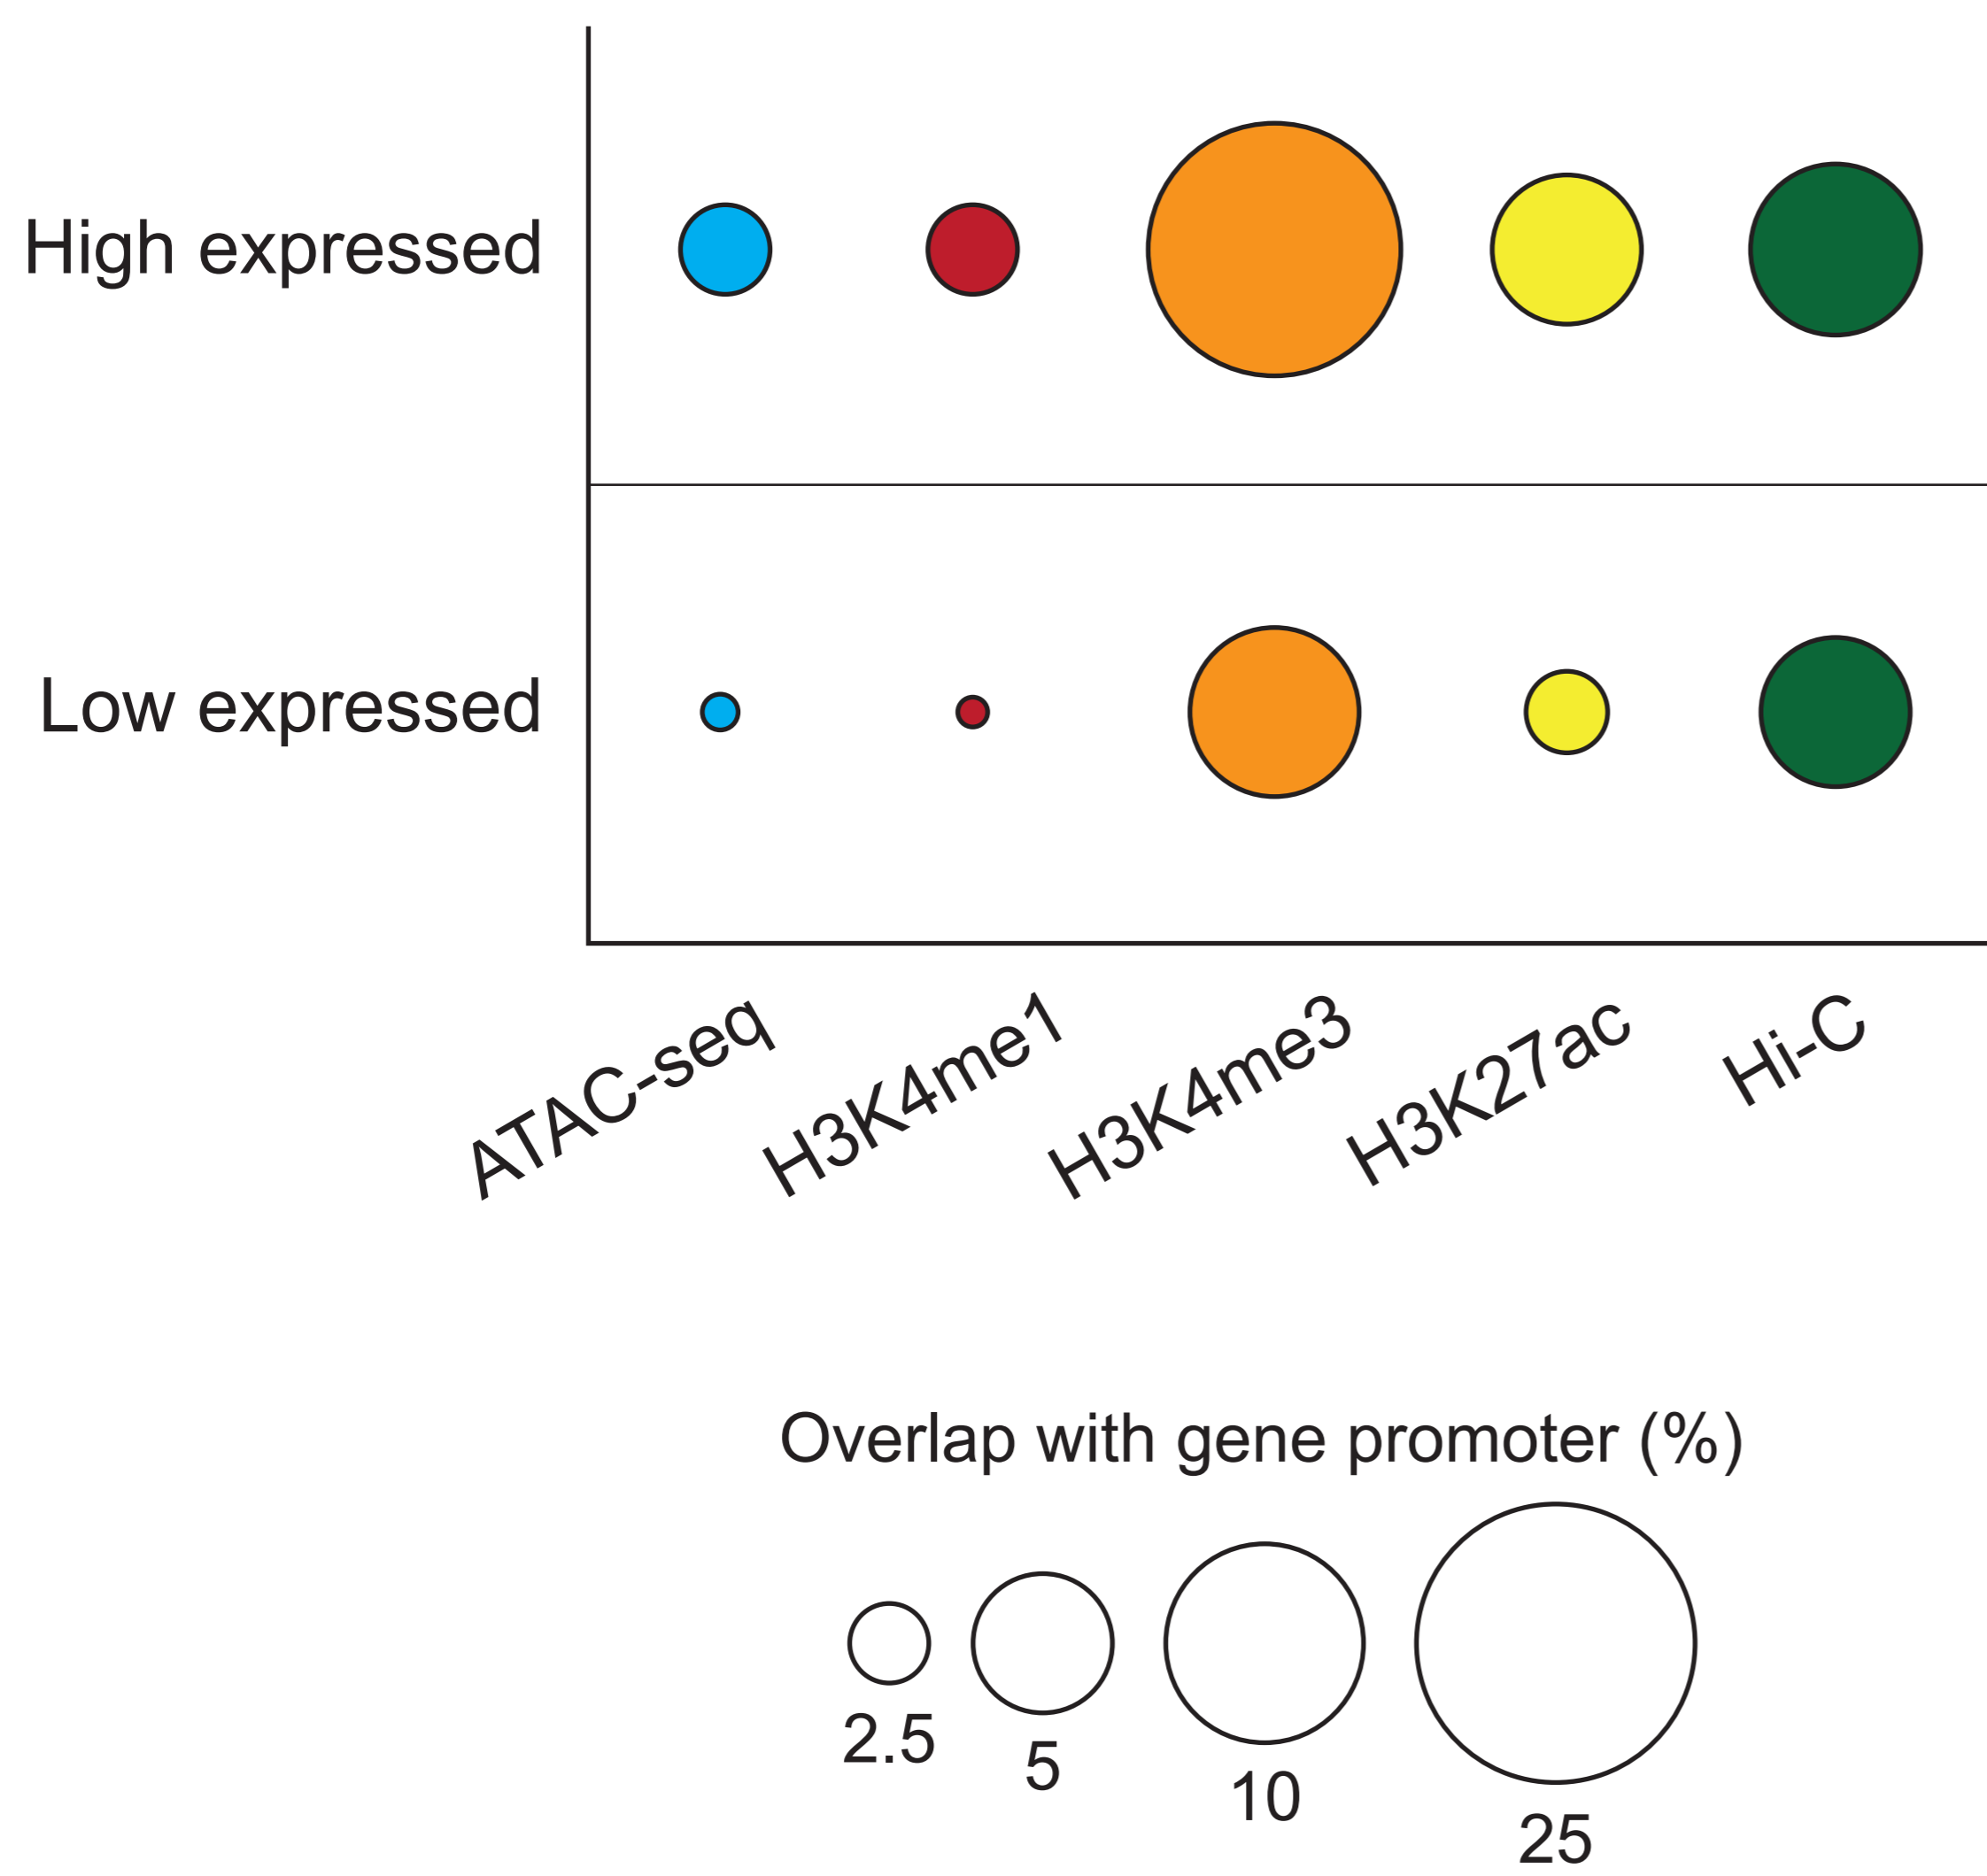 High expressed
Low expressed
ATAC-seq
H3K4me1
H3K4me3
H3K27ac
Hi-C
Overlap with gene promoter (%)
2.5
5
10
25